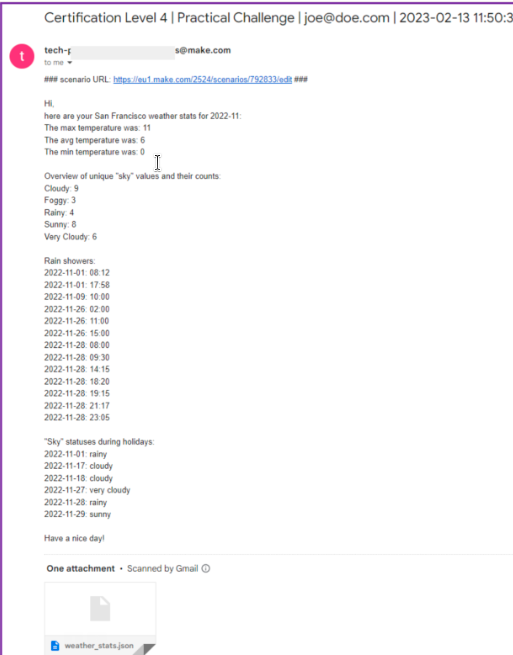 Certification Level 4 | Practical Challenge | joe@doe.com | 2023-02-13 11:50:3
t
tech-p s@make.com
to me
### scenario URL: https://eu1.make.com/2524/scenarios/792833/edit ###
Hi,
here are your San Francisco weather stats for 2022-11:
The max temperature was: 11
The avg temperature was: 6
The min temperature was: 0
Overview of unique "sky" values and their counts:
Cloudy: 9
Foggy: 3
Rainy: 4
Sunny: 8
Very Cloudy: 6
Rain showers:
2022-11-01: 08:12
2022-11-01: 17:58
2022-11-09: 10:00
2022-11-26: 02:00
2022-11-26: 11:00
2022-11-26: 15:00
2022-11-28: 08:00
2022-11-28: 09:30
2022-11-28: 14:15
2022-11-28: 18:20
2022-11-28: 19:15
2022-11-28: 21:17
2022-11-28: 23:05
"Sky" statuses during holidays:
2022-11-01: rainy
2022-11-17: cloudy
2022-11-18: cloudy
2022-11-27: very cloudy
2022-11-28: rainy
2022-11-29: sunny
Have a nice day!
One attachment • Scanned by Gmail
weather_stats.json